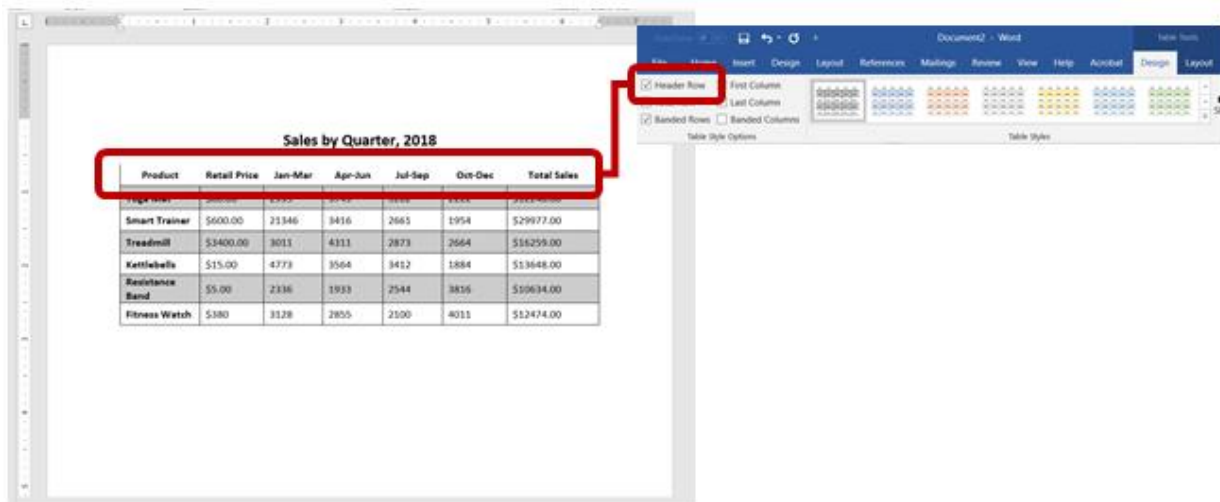 Document2 - Word
Table Tools
Insert Design Layout References Mailings Review View Help Acrobat Design Layout
Header Row First Column
Last Column
Banded Rows Banded Columns
Table Style Options Table Styles
Sales by Quarter, 2018
Product Retail Price Jan-Mar Apr-Jun Jul-Sep Oct-Dec Total Sales
Smart Trainer $600.00 21346 3416 2661 1954 $29977.00
Treadmill $3400.00 3011 4311 2873 2664 $16259.00
Kettlebells $15.00 4773 3564 3412 1884 $13648.00
Resistance
Band $5.00 2336 1933 2544 3816 $10634.00
Fitness Watch $380 3128 2855 2100 4011 $12474.00